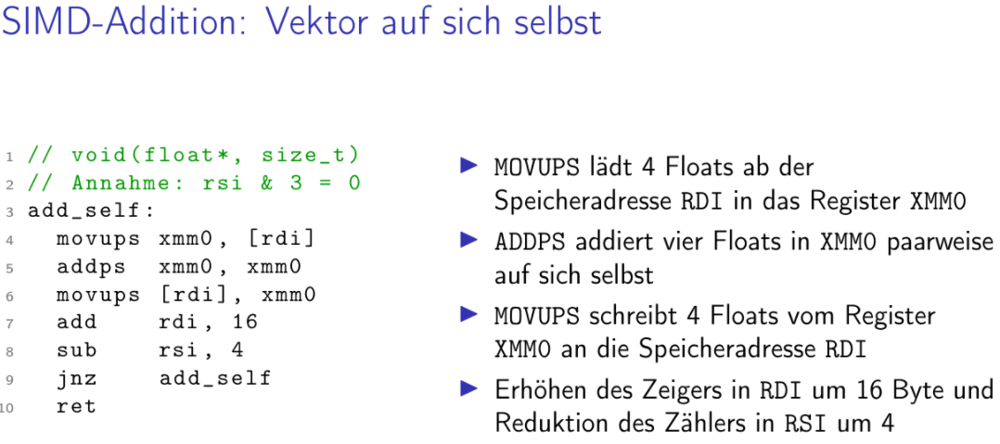 SIMD-Addition: Vektor auf sich selbst
1 // void(float*, size_t)
2 // Annahme: rsi & 3 = 0
3 add_self:
4 movups xmm0, [rdi]
5 addps xmm0, xmm0
6 movups [rdi], xmm0
7 add rdi, 16
8 sub rsi, 4
9 jnz add_self
10 ret
▶ MOVUPS lädt 4 Floats ab der
Speicheradresse RDI in das Register XMM0
▶ ADDPS addiert vier Floats in XMM0 paarweise
auf sich selbst
▶ MOVUPS schreibt 4 Floats vom Register
XMM0 an die Speicheradresse RDI
▶ Erhöhen des Zeigers in RDI um 16 Byte und
Reduktion des Zählers in RSI um 4